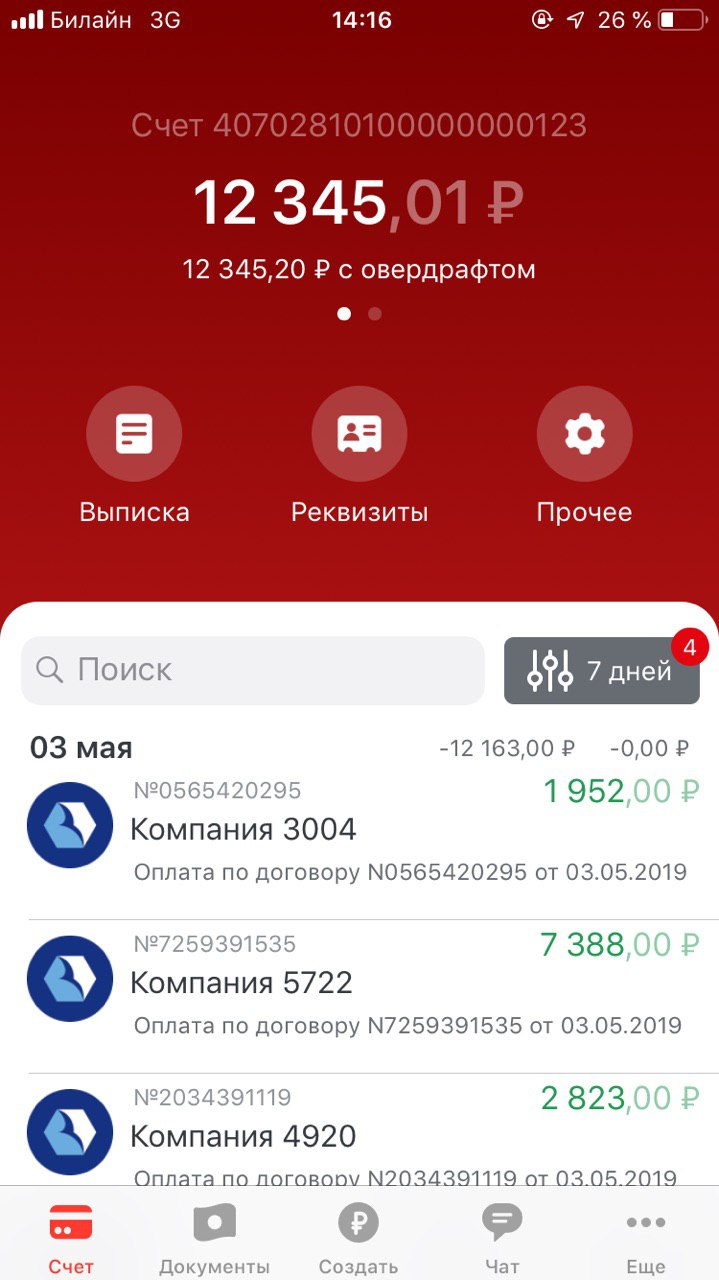 Билайн 3G 14:16 26 %
Счет 40702810100000000123
12 345,01 ₽
12 345,20 ₽ с овердрафтом
Выписка Реквизиты Прочее
Поиск 7 дней 4
03 мая -12 163,00 ₽ -0,00 ₽
№0565420295 1 952,00 ₽
Компания 3004
Оплата по договору N0565420295 от 03.05.2019
№7259391535 7 388,00 ₽
Компания 5722
Оплата по договору N7259391535 от 03.05.2019
№2034391119 2 823,00 ₽
Компания 4920
Оплата по договору N2034391119 от 03.05.2019
Счет Документы Создать Чат Еще